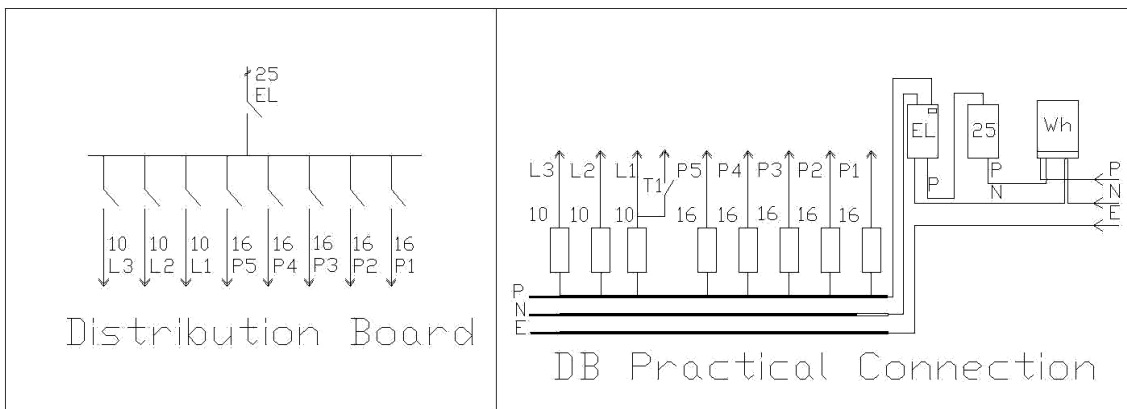 25
EL
10 10 10 16 16 16 16 16
L3 L2 L1 P5 P4 P3 P2 P1
Distribution Board
EL 25 Wh
P P P
N N
E
L3 L2 L1 T1 P5 P4 P3 P2 P1
10 10 10 16 16 16 16 16
P
N
E
DB Practical Connection